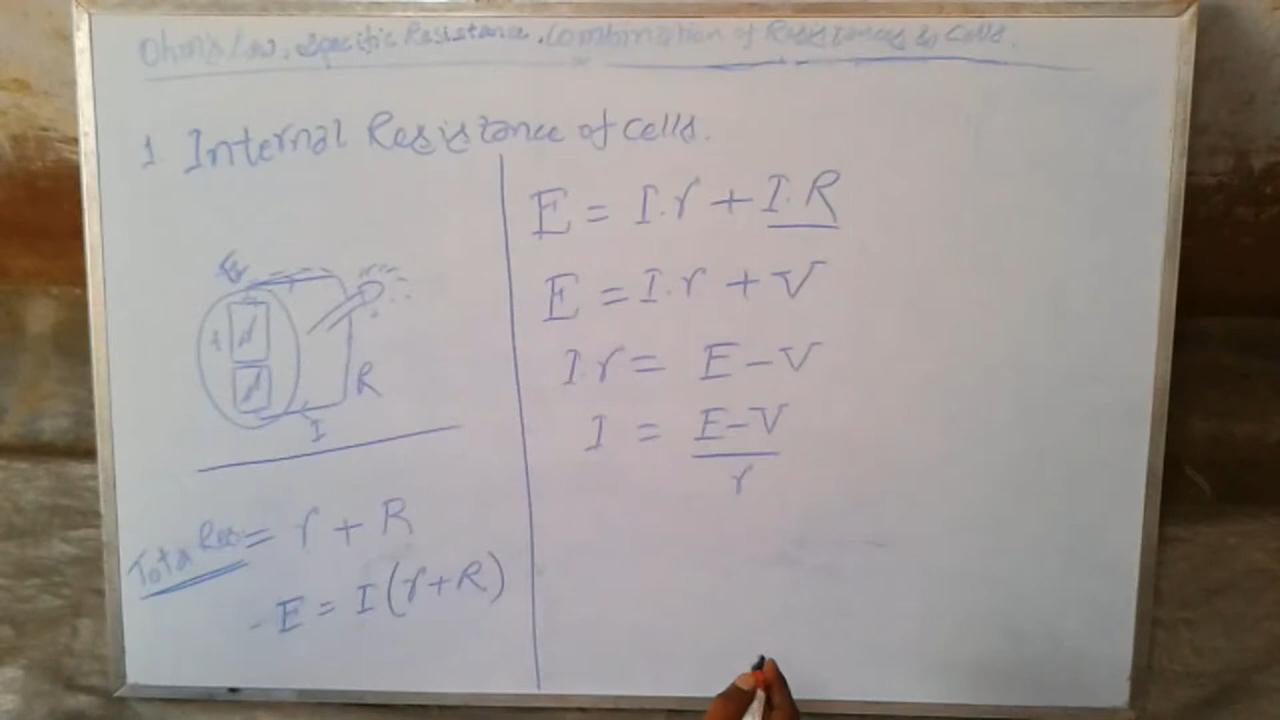 Ohm's Law, Specific Resistance, Combination of Resistances & Cells.
1. Internal Resistance of Cells.
E
r
R
I
Total Res = r + R
E = I(r+R)
E = I.r + I.R
E = I.r + V
I.r = E-V
I = E-V
r